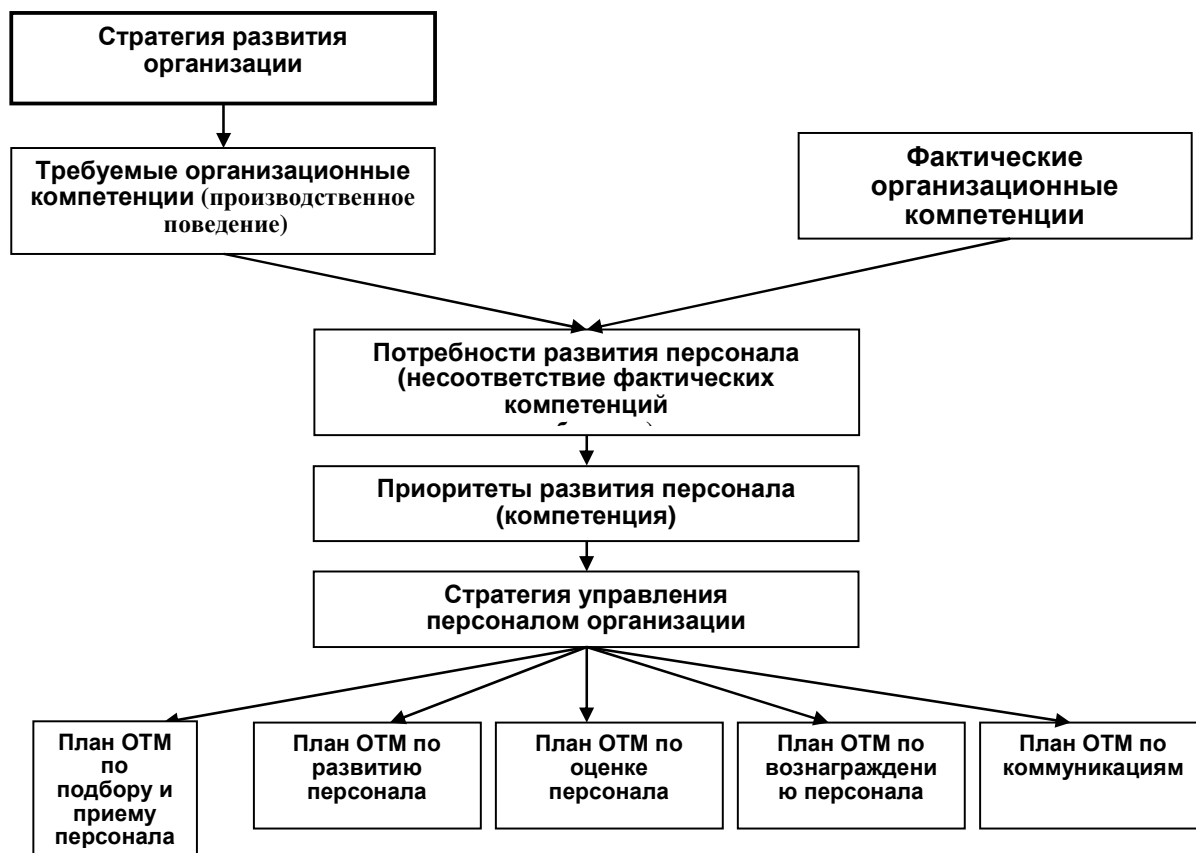 Стратегия развития
организации
Требуемые организационные
компетенции (производственное
поведение)
Фактические
организационные
компетенции
Потребности развития персонала
(несоответствие фактических
компетенций
Приоритеты развития персонала
(компетенция)
Стратегия управления
персоналом организации
План ОТМ
по
подбору и
приему
персонала
План ОТМ по
развитию
персонала
План ОТМ по
оценке
персонала
План ОТМ по
вознаграждени
ю персонала
План ОТМ по
коммуникациям